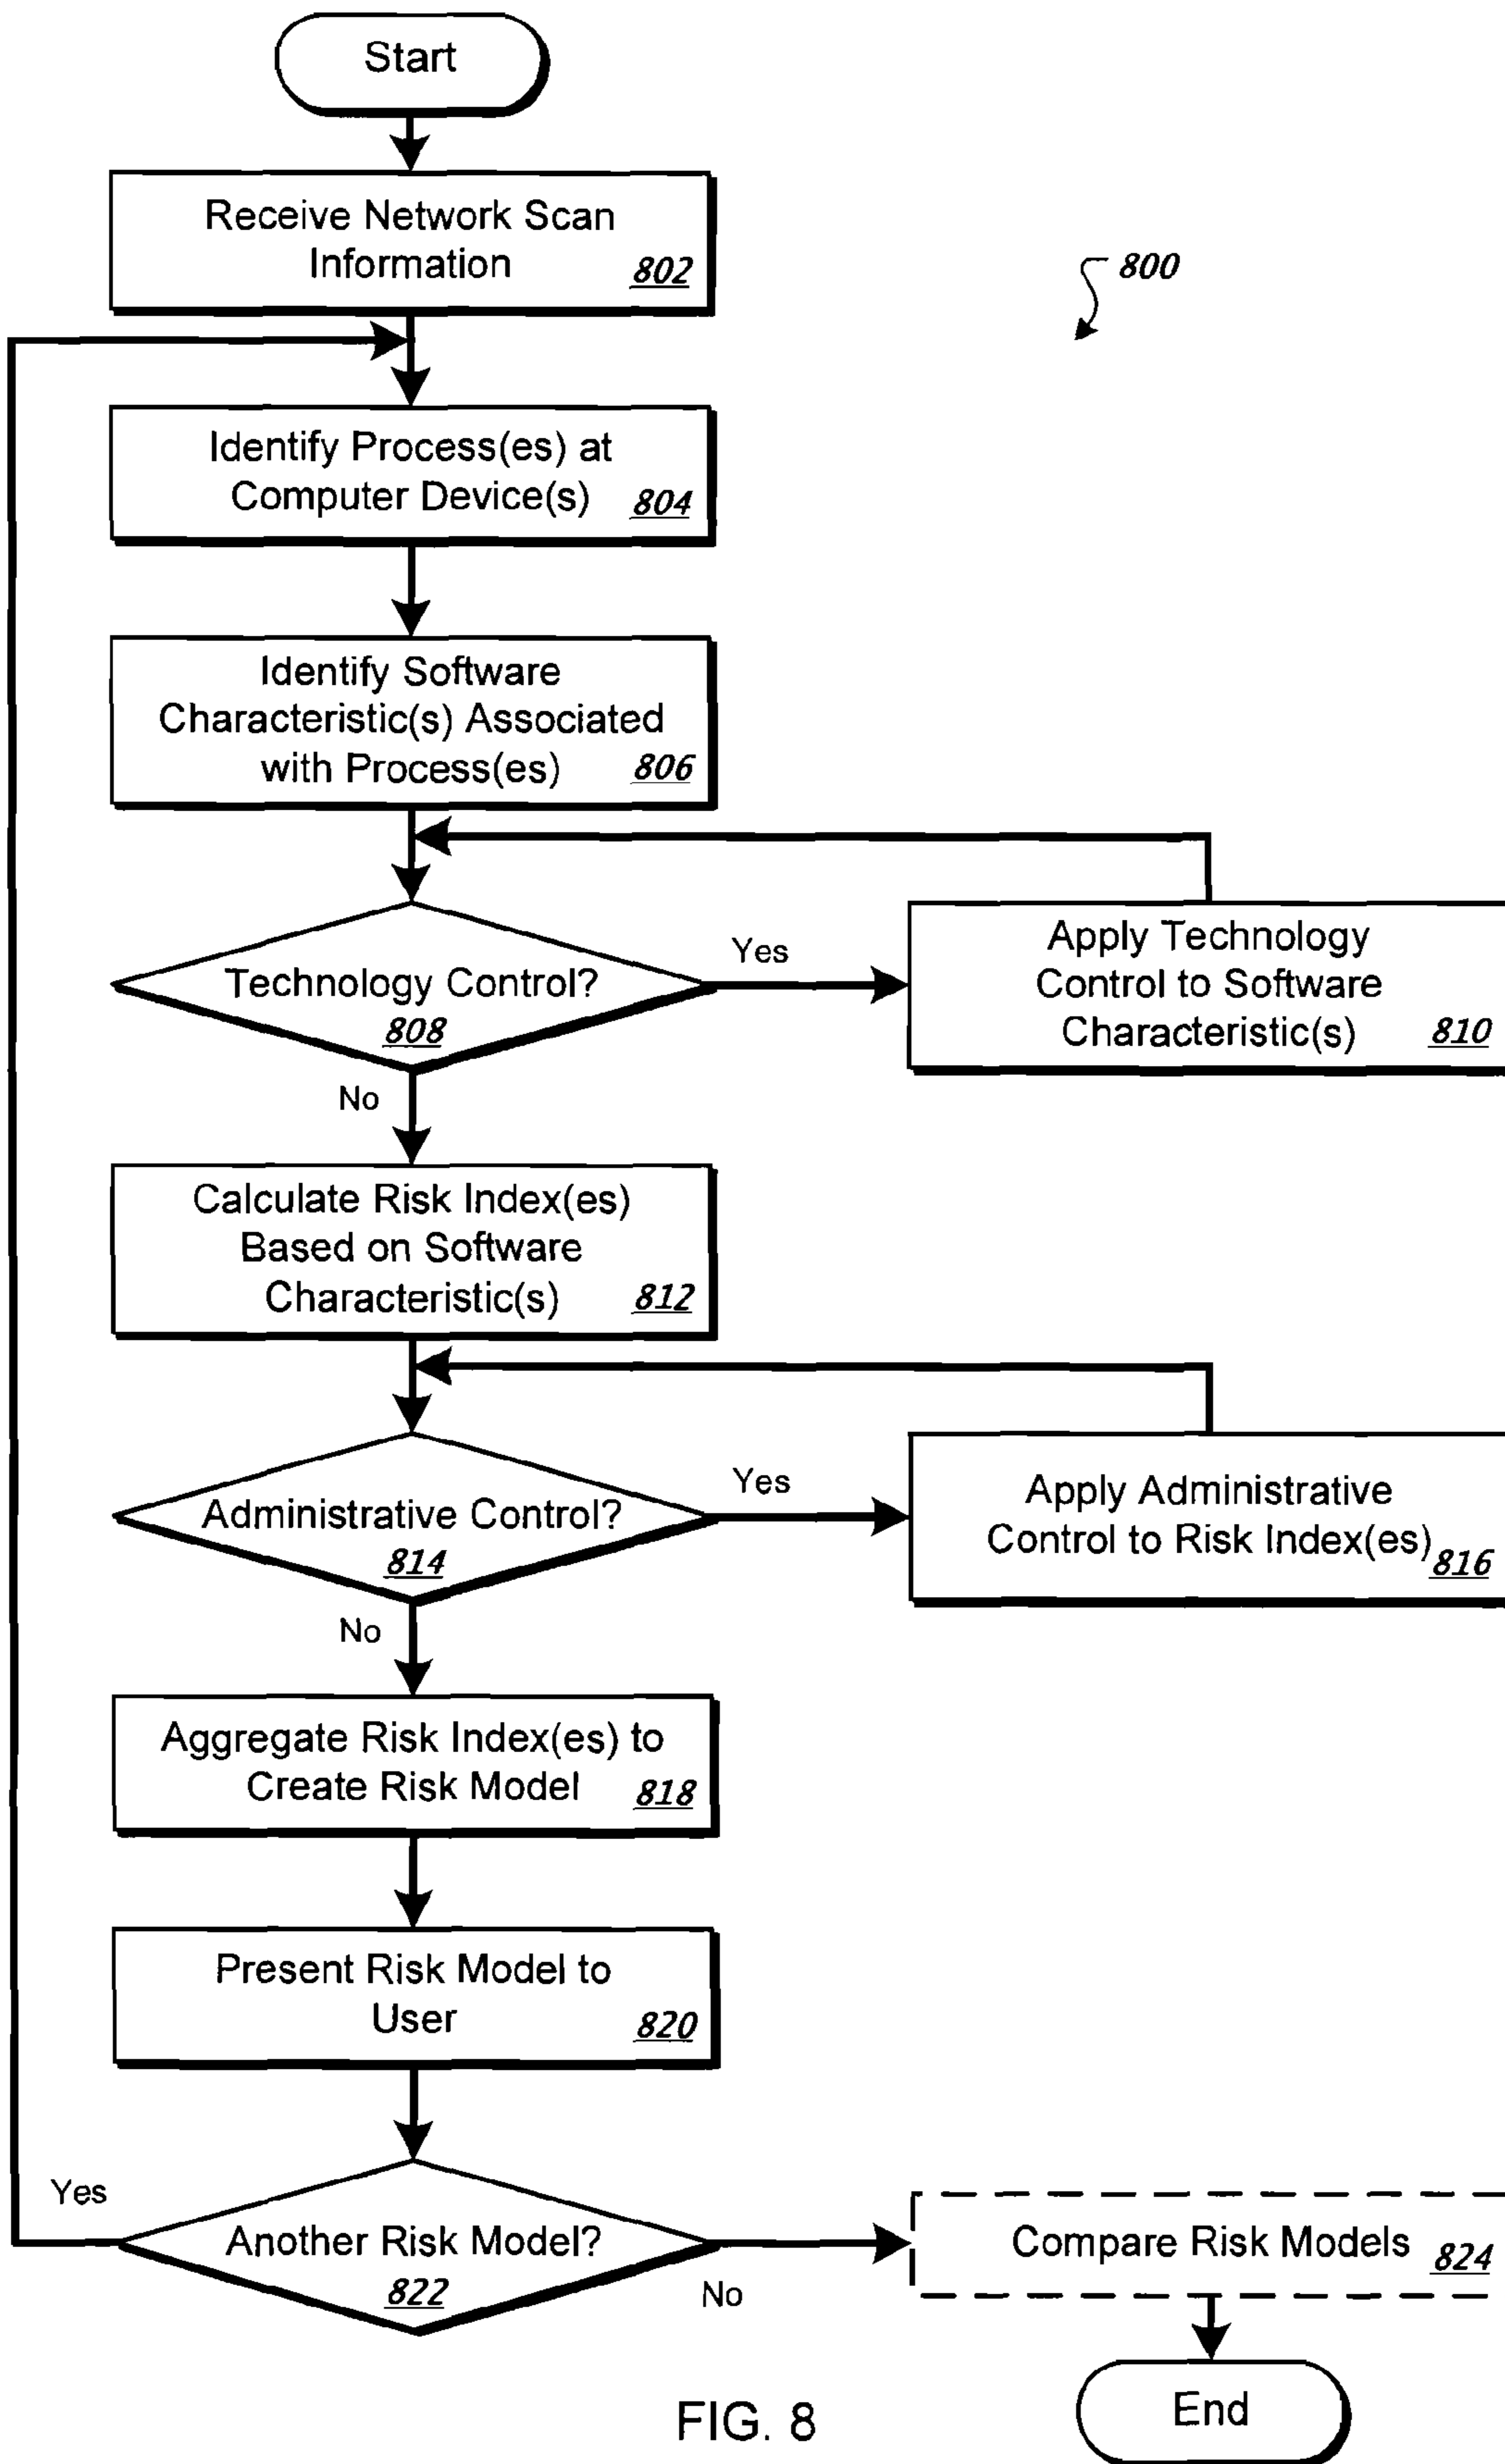 Start
Receive Network Scan
Information 802
800
Identify Process(es) at
Computer Device(s) 804
Identify Software
Characteristic(s) Associated
with Process(es) 806
Technology Control?
808
Yes
Apply Technology
Control to Software
Characteristic(s) 810
No
Calculate Risk Index(es)
Based on Software
Characteristic(s) 812
Administrative Control?
814
Yes
Apply Administrative
Control to Risk Index(es) 816
No
Aggregate Risk Index(es) to
Create Risk Model 818
Present Risk Model to
User 820
Yes
Another Risk Model?
822
No
Compare Risk Models 824
End
FIG. 8